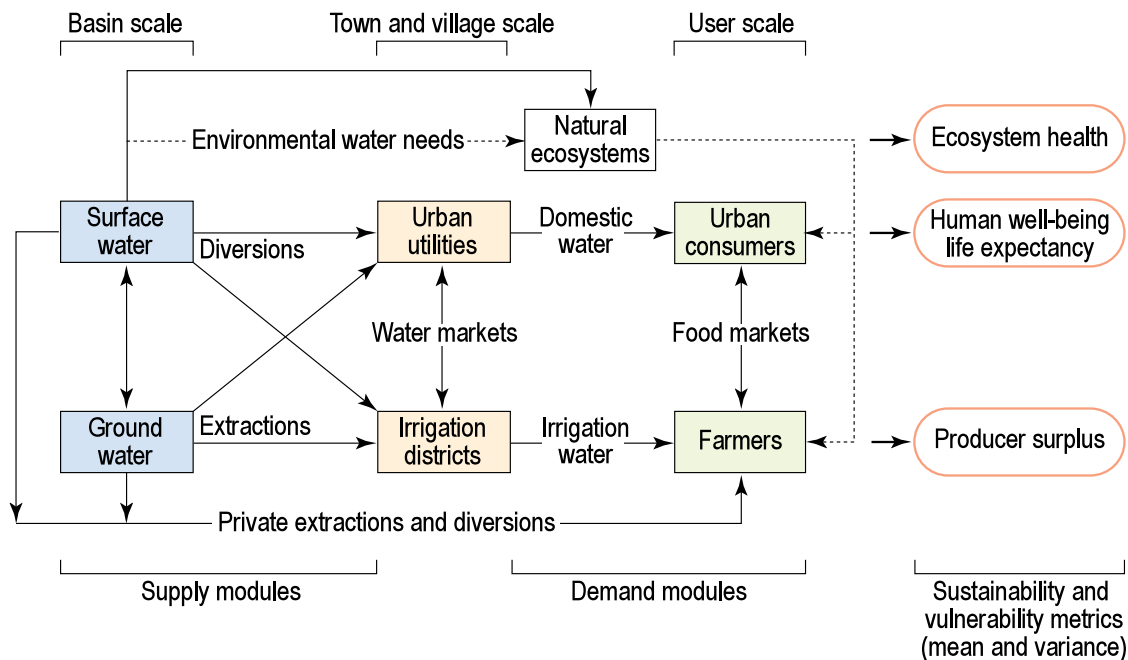 Basin scale
Town and village scale
User scale
Natural
ecosystems
Environmental water needs
Ecosystem health
Surface
water
Diversions
Urban
utilities
Domestic
water
Urban
consumers
Human well-being
life expectancy
Water markets
Food markets
Ground
water
Extractions
Irrigation
districts
Irrigation
water
Farmers
Producer surplus
Private extractions and diversions
Supply modules
Demand modules
Sustainability and
vulnerability metrics
(mean and variance)